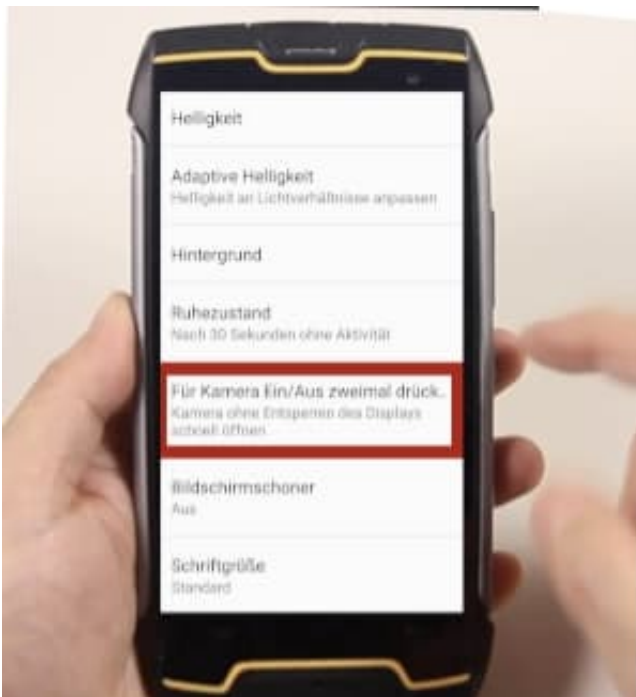 Helligkeit
Adaptive Helligkeit
Helligkeit an Lichtverhältnisse anpassen
Hintergrund
Ruhezustand
Nach 30 Sekunden ohne Aktivität
Für Kamera Ein/Aus zweimal drück..
Kamera ohne Entsperren des Displays
schnell öffnen
Bildschirmschoner
Aus
Schriftgröße
Standard